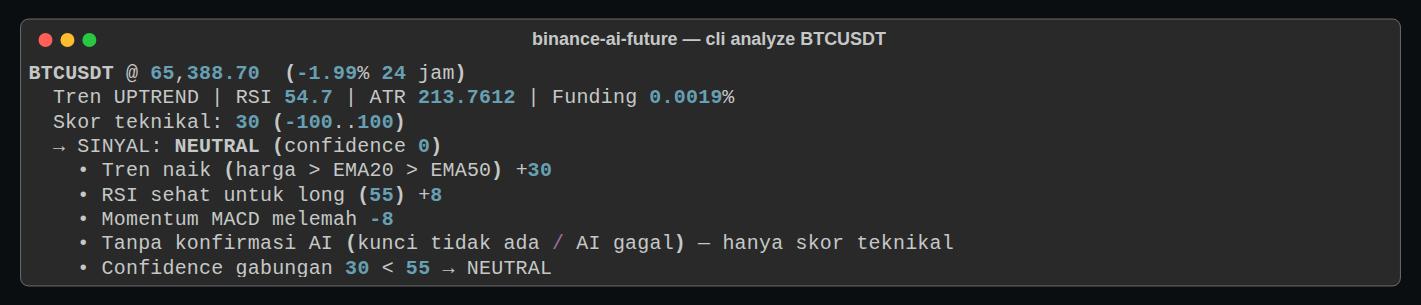 binance-ai-future — cli analyze BTCUSDT
BTCUSDT @ 65,388.70  (-1.99% 24 jam)
Tren UPTREND | RSI 54.7 | ATR 213.7612 | Funding 0.0019%
Skor teknikal: 30 (-100..100)
→ SINYAL: NEUTRAL (confidence 0)
• Tren naik (harga > EMA20 > EMA50) +30
• RSI sehat untuk long (55) +8
• Momentum MACD melemah -8
• Tanpa konfirmasi AI (kunci tidak ada / AI gagal) — hanya skor teknikal
• Confidence gabungan 30 < 55 → NEUTRAL